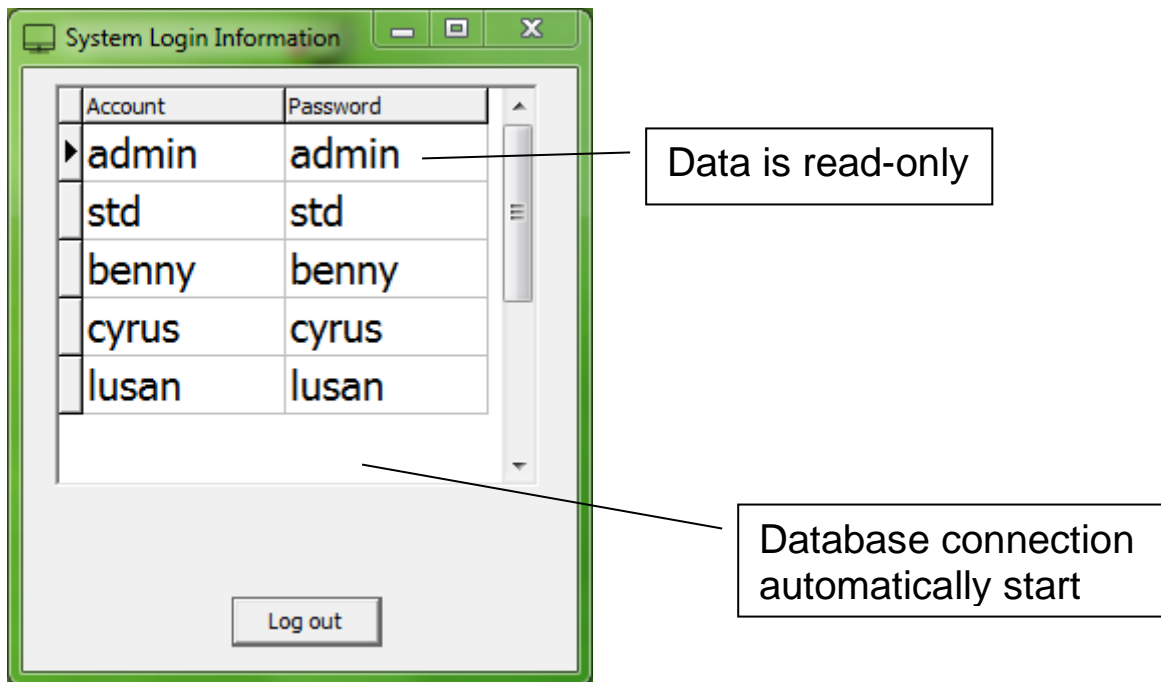 System Login Information
Account Password
admin admin
std std
benny benny
cyrus cyrus
lusan lusan
Log out
Data is read-only
Database connection
automatically start